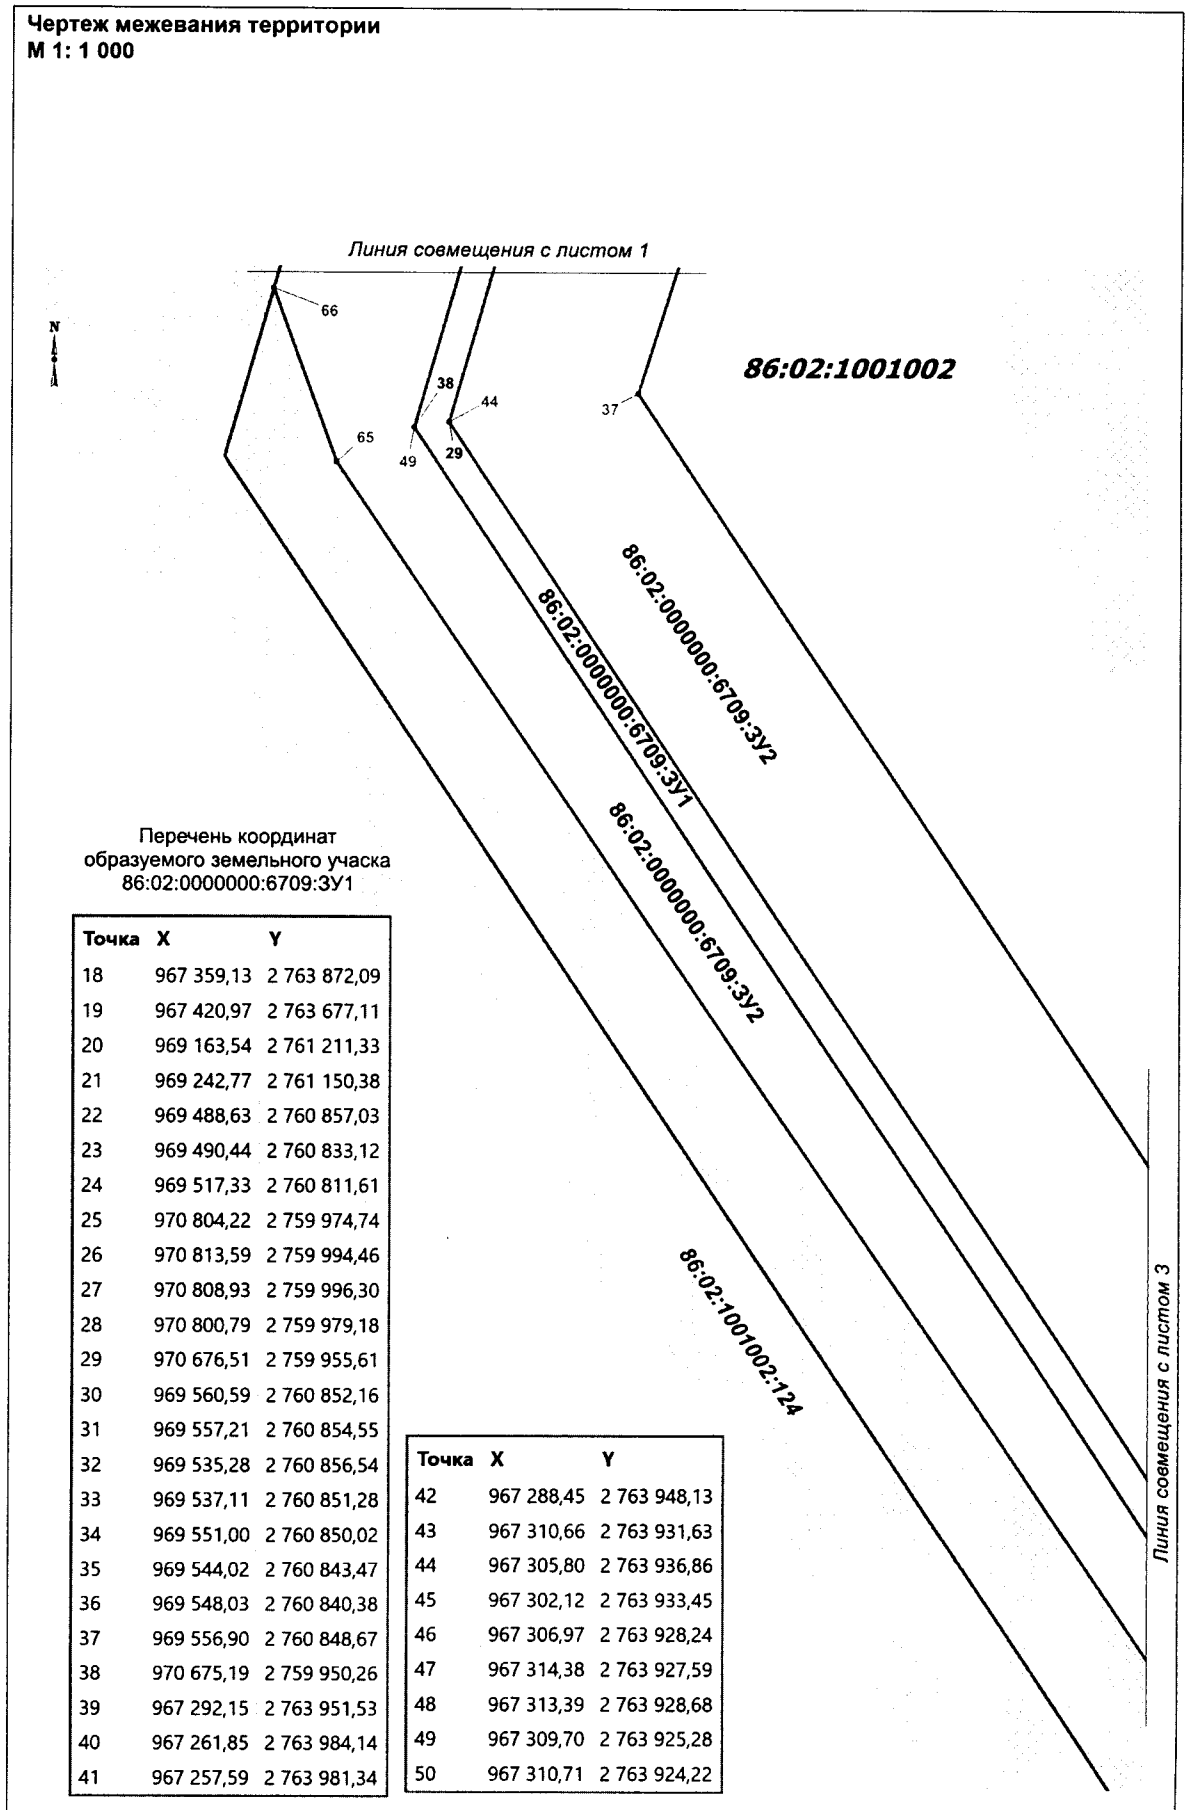 Чертеж межевания территории
М 1: 1 000
Линия совмещения с листом 1
66
N
86:02:1001002
38
44
37
65
49
29
86:02:0000000:6709:ЗУ2
86:02:0000000:6709:ЗУ1
86:02:0000000:6709:ЗУ2
86:02:1001002:124
Линия совмещения с листом 3
Перечень координат
образуемого земельного учаска
86:02:0000000:6709:ЗУ1
Точка X Y
18 967 359,13 2 763 872,09
19 967 420,97 2 763 677,11
20 969 163,54 2 761 211,33
21 969 242,77 2 761 150,38
22 969 488,63 2 760 857,03
23 969 490,44 2 760 833,12
24 969 517,33 2 760 811,61
25 970 804,22 2 759 974,74
26 970 813,59 2 759 994,46
27 970 808,93 2 759 996,30
28 970 800,79 2 759 979,18
29 970 676,51 2 759 955,61
30 969 560,59 2 760 852,16
31 969 557,21 2 760 854,55
32 969 535,28 2 760 856,54
33 969 537,11 2 760 851,28
34 969 551,00 2 760 850,02
35 969 544,02 2 760 843,47
36 969 548,03 2 760 840,38
37 969 556,90 2 760 848,67
38 970 675,19 2 759 950,26
39 967 292,15 2 763 951,53
40 967 261,85 2 763 984,14
41 967 257,59 2 763 981,34
Точка X Y
42 967 288,45 2 763 948,13
43 967 310,66 2 763 931,63
44 967 305,80 2 763 936,86
45 967 302,12 2 763 933,45
46 967 306,97 2 763 928,24
47 967 314,38 2 763 927,59
48 967 313,39 2 763 928,68
49 967 309,70 2 763 925,28
50 967 310,71 2 763 924,22